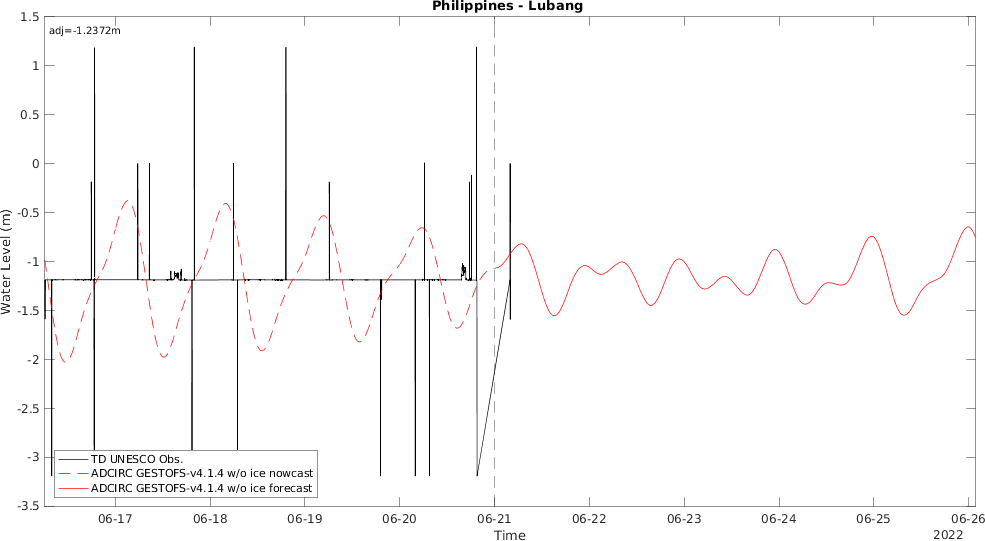 Philippines - Lubang
adj=-1.2372m
1.5
1
0.5
0
-0.5
-1
-1.5
-2
-2.5
-3
-3.5
Water Level (m)
TD UNESCO Obs.
ADCIRC GESTOFS-v4.1.4 w/o ice nowcast
ADCIRC GESTOFS-v4.1.4 w/o ice forecast
06-17 06-18 06-19 06-20 06-21 06-22 06-23 06-24 06-25 06-26
Time
2022